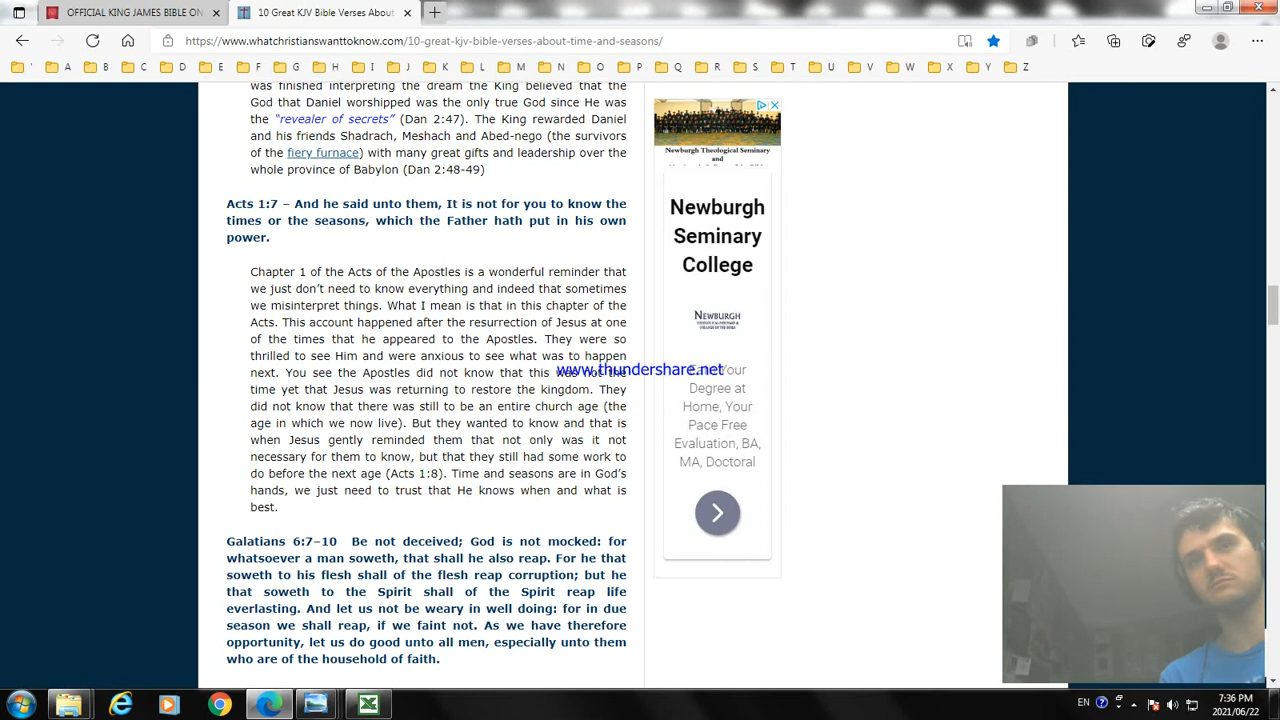 OFFICIAL KING JAMES BIBLE ON
10 Great KJV Bible Verses About
https://www.whatchristianswanttoknow.com/10-great-kjv-bible-verses-about-time-and-seasons/
' A B C D E F G H I J K L M N O P Q R S T U V W X Y Z
was finished interpreting the dream the King believed that the
God that Daniel worshipped was the only true God since He was
the “revealer of secrets” (Dan 2:47). The King rewarded Daniel
and his friends Shadrach, Meshach and Abed-nego (the survivors
of the fiery furnace) with many great gifts and leadership over the
whole province of Babylon (Dan 2:48-49)
Acts 1:7 – And he said unto them, It is not for you to know the
times or the seasons, which the Father hath put in his own
power.
Chapter 1 of the Acts of the Apostles is a wonderful reminder that
we just don’t need to know everything and indeed that sometimes
we misinterpret things. What I mean is that in this chapter of the
Acts. This account happened after the resurrection of Jesus at one
of the times that he appeared to the Apostles. They were so
thrilled to see Him and were anxious to see what was to happen
next. You see the Apostles did not know that this was not the
time yet that Jesus was returning to restore the kingdom. They
did not know that there was still to be an entire church age (the
age in which we now live). But they wanted to know and that is
when Jesus gently reminded them that not only was it not
necessary for them to know, but that they still had some work to
do before the next age (Acts 1:8). Time and seasons are in God’s
hands, we just need to trust that He knows when and what is
best.
Galatians 6:7–10 Be not deceived; God is not mocked: for
whatsoever a man soweth, that shall he also reap. For he that
soweth to his flesh shall of the flesh reap corruption; but he
that soweth to the Spirit shall of the Spirit reap life
everlasting. And let us not be weary in well doing: for in due
season we shall reap, if we faint not. As we have therefore
opportunity, let us do good unto all men, especially unto them
who are of the household of faith.
Newburgh Theological Seminary
and
Newburgh
Seminary
College
NEWBURGH
www.thundershare.net
Your
Degree at
Home, Your
Pace Free
Evaluation, BA,
MA, Doctoral
EN
7:36 PM
2021/06/22